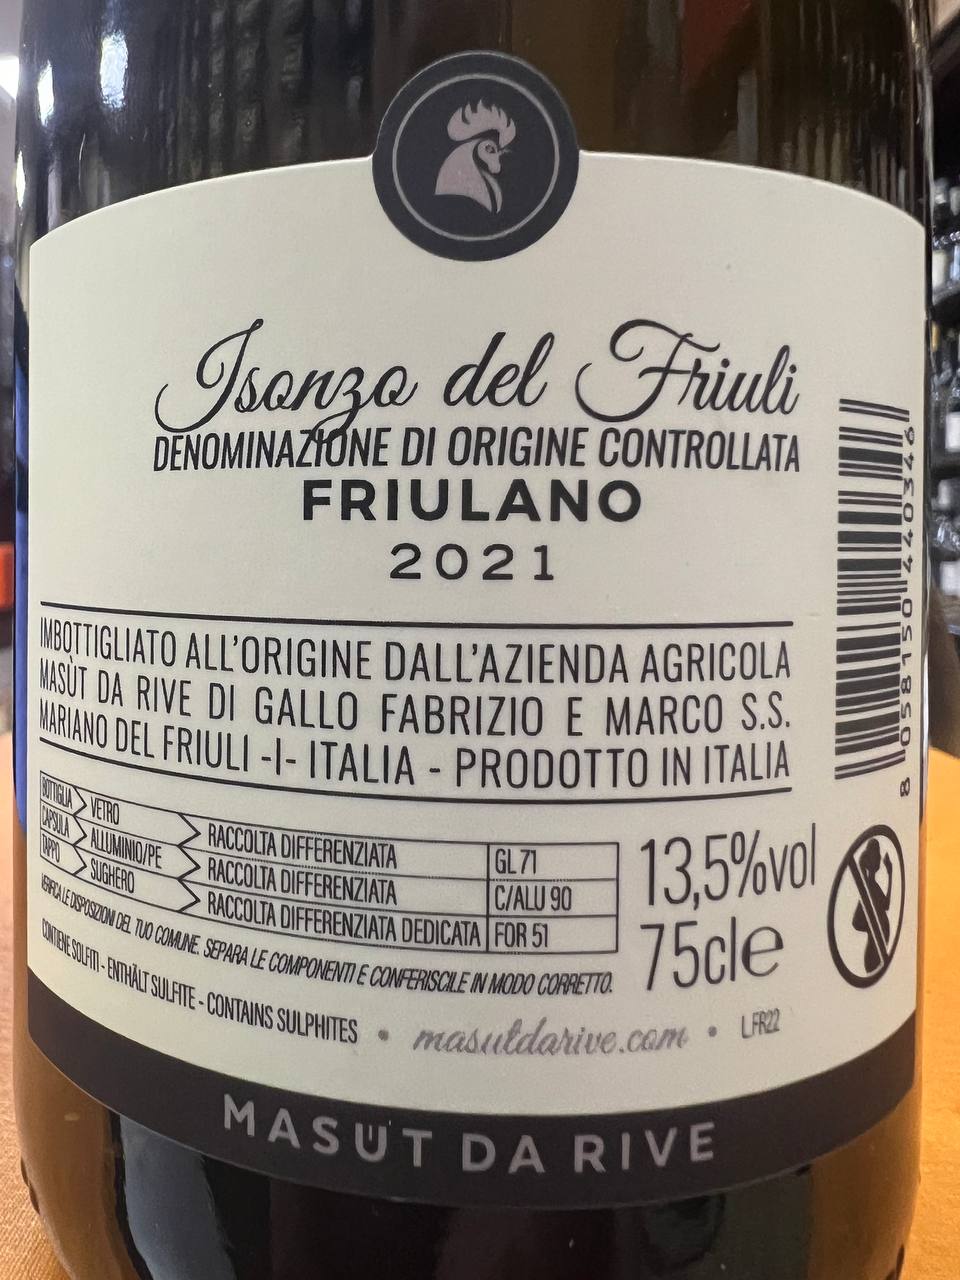 Isonzo del Friuli
DENOMINAZIONE DI ORIGINE CONTROLLATA
FRIULANO
2021
IMBOTTIGLIATO ALL'ORIGINE DALL'AZIENDA AGRICOLA
MASÙT DA RIVE DI GALLO FABRIZIO E MARCO S.S.
MARIANO DEL FRIULI -I- ITALIA - PRODOTTO IN ITALIA
BOTTIGLIA VETRO RACCOLTA DIFFERENZIATA GL 71
CAPSULA ALLUMINIO/PE RACCOLTA DIFFERENZIATA C/ALU 90
TAPPO SUGHERO RACCOLTA DIFFERENZIATA DEDICATA FOR 51
VERIFICA LE DISPOSIZIONI DEL TUO COMUNE. SEPARA LE COMPONENTI E CONFERISCILE IN MODO CORRETTO.
13,5%vol
75cle
CONTIENE SOLFITI - ENTHÄLT SULFITE - CONTAINS SULPHITES • masutdarive.com • LFR22
8 058150 440346
MASÙT DA RIVE